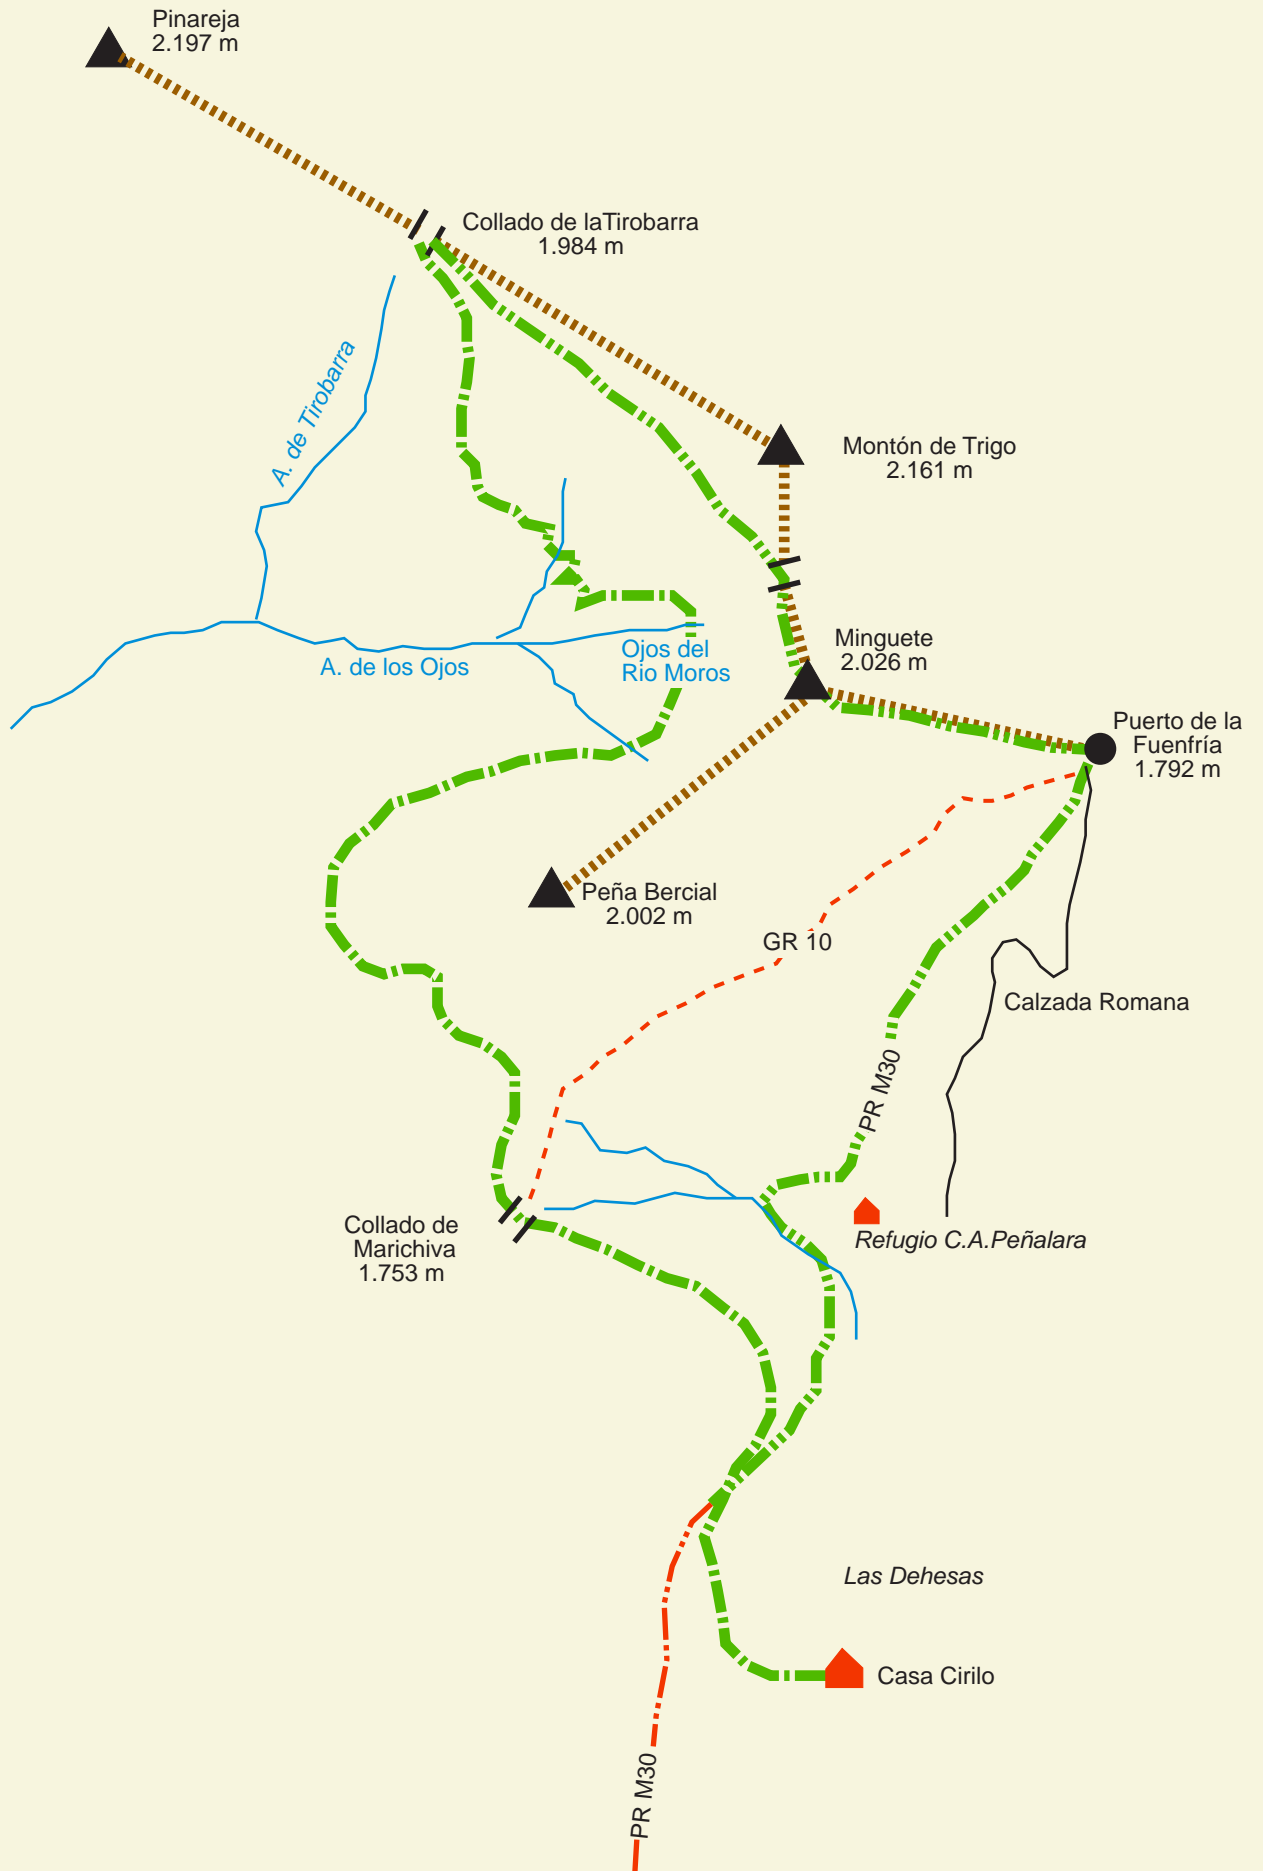 Pinareja
2.197 m
Collado de laTirobarra
1.984 m
A. de Tirobarra
Montón de Trigo
2.161 m
Minguete
2.026 m
Ojos del
Rio Moros
A. de los Ojos
Puerto de la
Fuenfría
1.792 m
Peña Bercial
2.002 m
GR 10
Calzada Romana
PR M30
Collado de
Marichiva
1.753 m
Refugio C.A.Peñalara
Las Dehesas
Casa Cirilo
PR M30